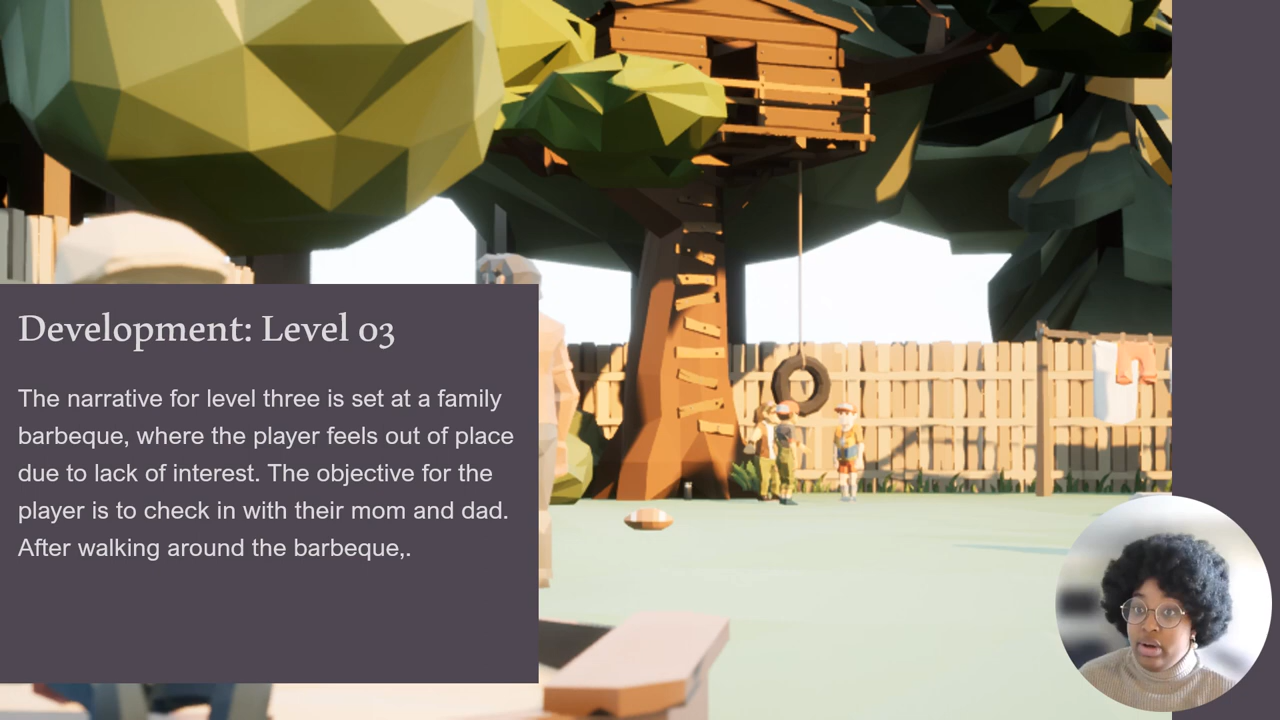 Development: Level 03
The narrative for level three is set at a family
barbeque, where the player feels out of place
due to lack of interest. The objective for the
player is to check in with their mom and dad.
After walking around the barbeque,.